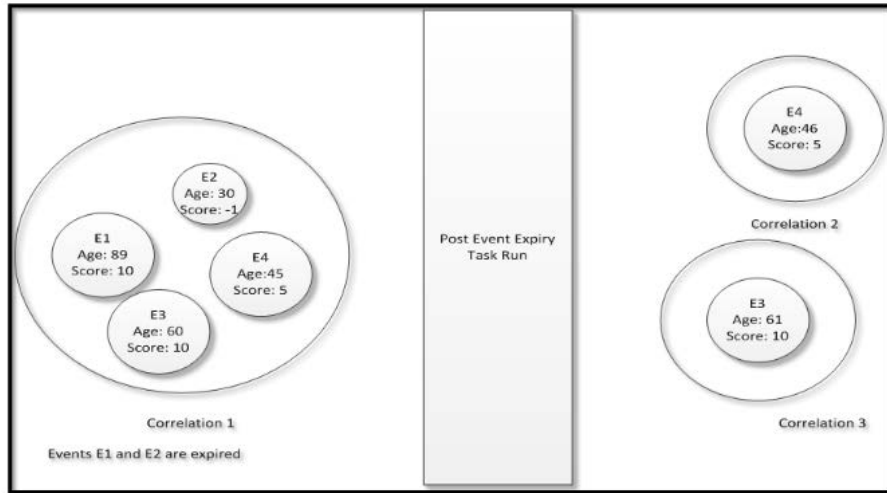 E2
Age: 30
Score: -1
E1
Age: 89
Score: 10
E4
Age:45
Score: 5
E3
Age: 60
Score: 10
Correlation 1
Events E1 and E2 are expired
Post Event Expiry
Task Run
E4
Age:46
Score: 5
Correlation 2
E3
Age: 61
Score: 10
Correlation 3